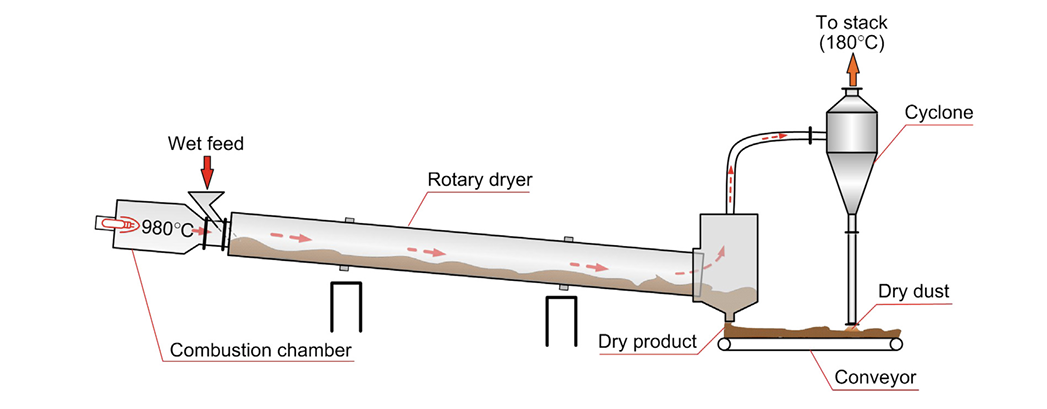 To stack
(180°C)
Cyclone
Wet feed
Rotary dryer
980°C
Dry dust
Dry product
Combustion chamber
Conveyor